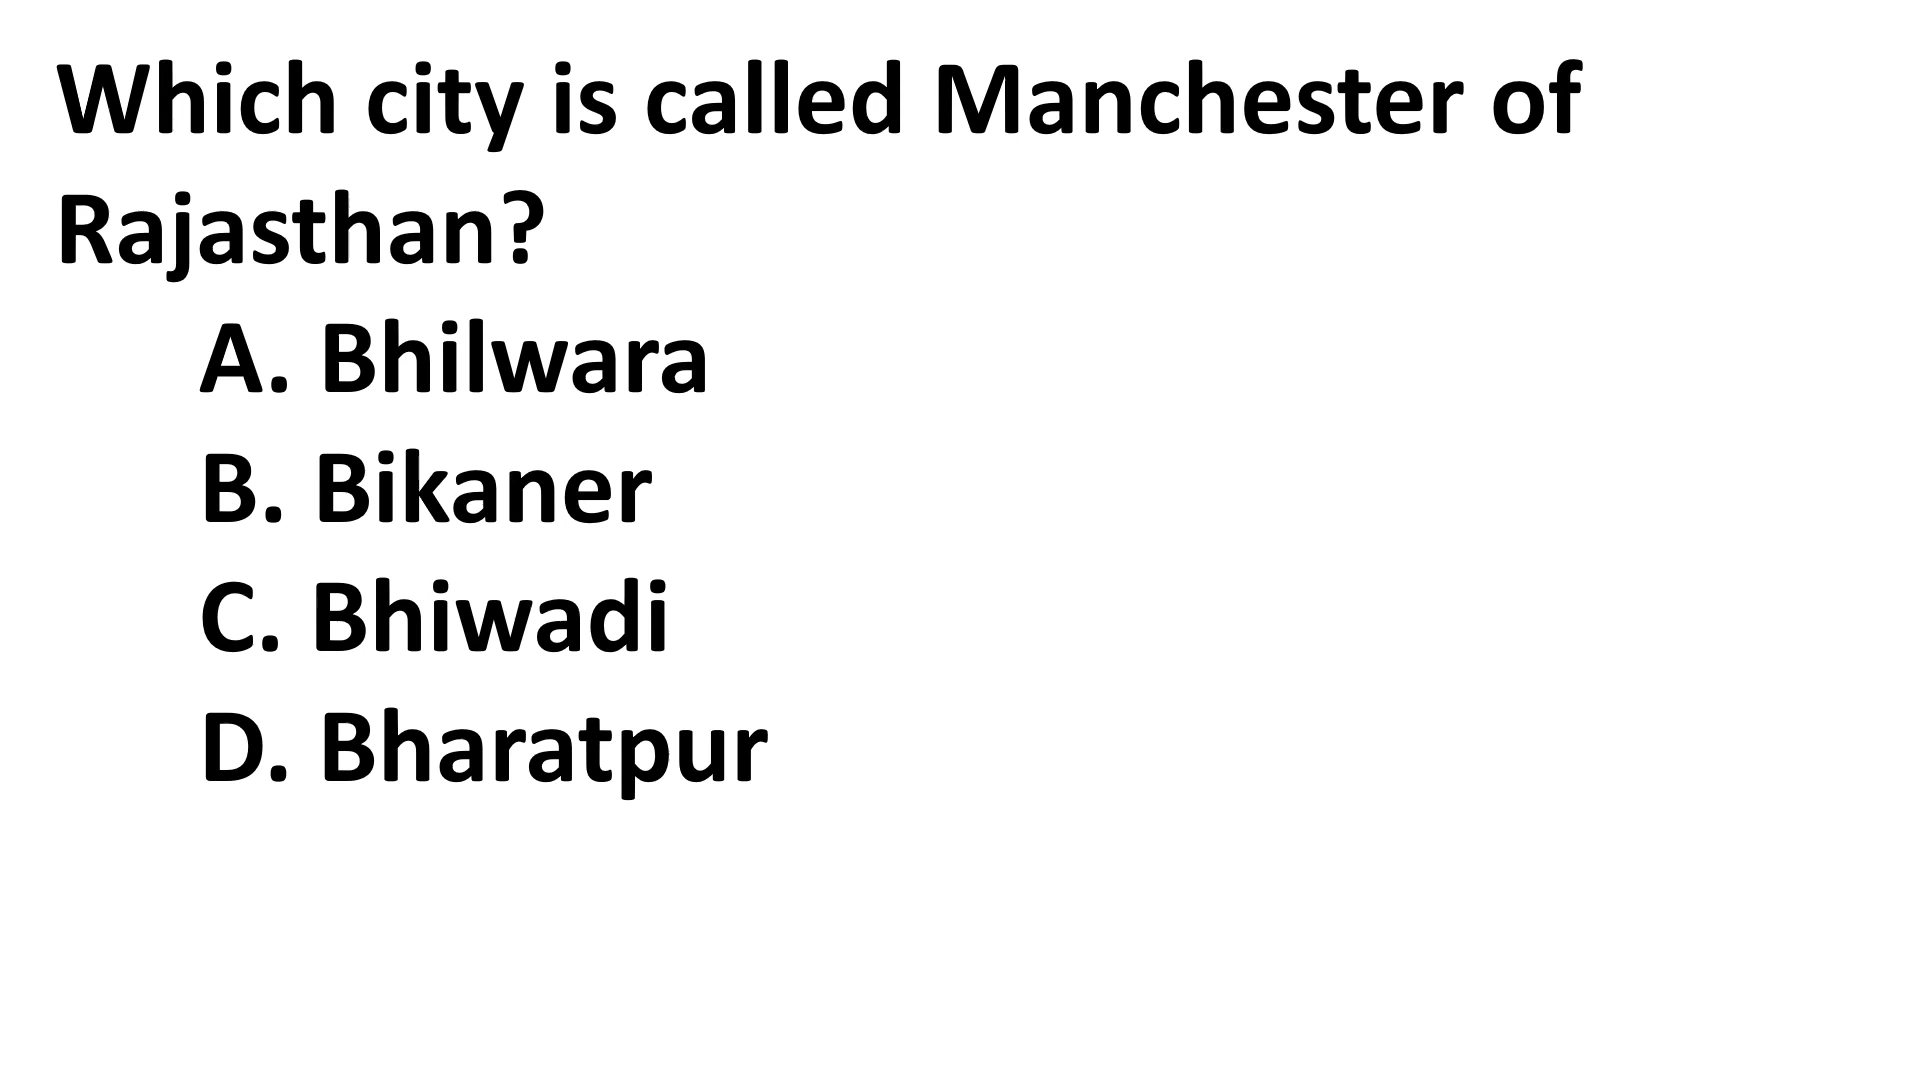 Which city is called Manchester of
Rajasthan?
A. Bhilwara
B. Bikaner
C. Bhiwadi
D. Bharatpur